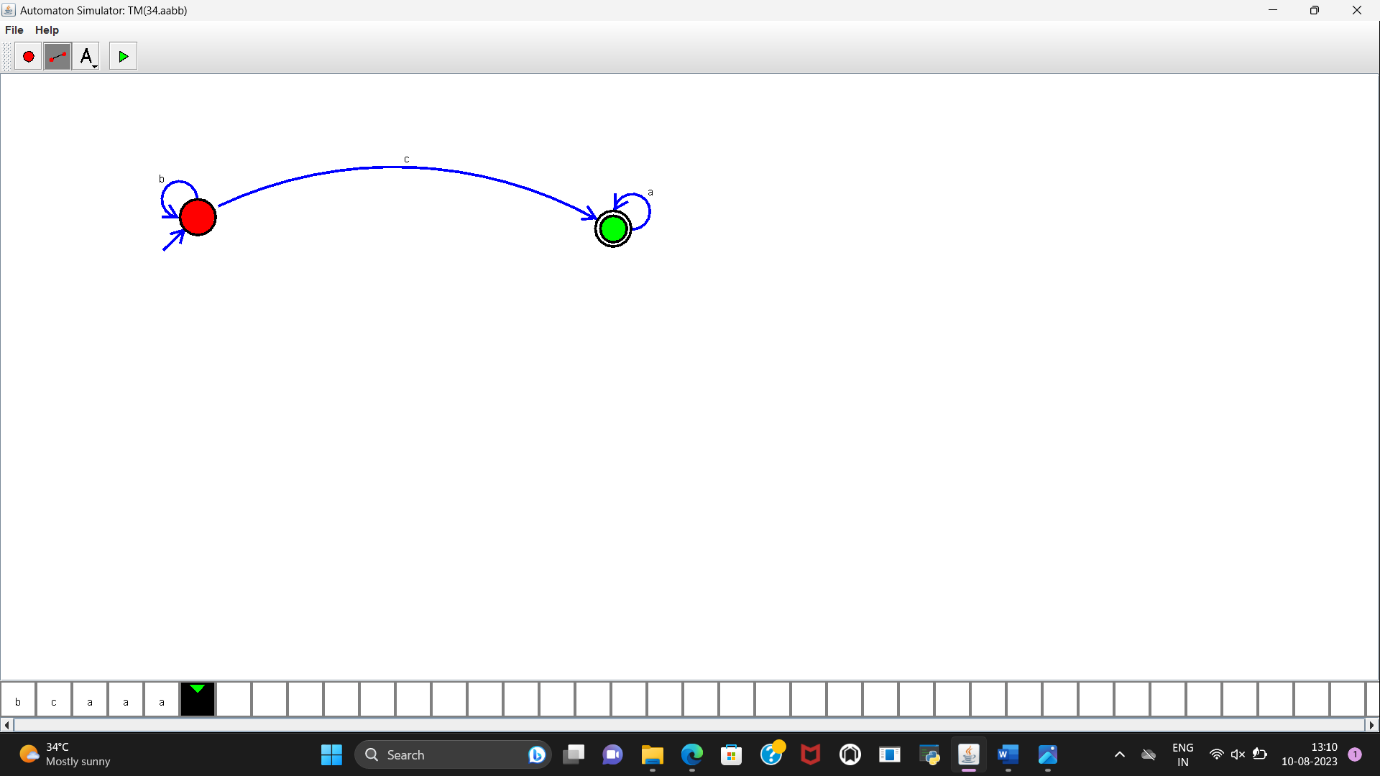 Automaton Simulator: TM(34.aabb)
File Help
A
c
b
a
b c a a a
34°C
Mostly sunny
Search
b
ENG
IN
13:10
10-08-2023
1